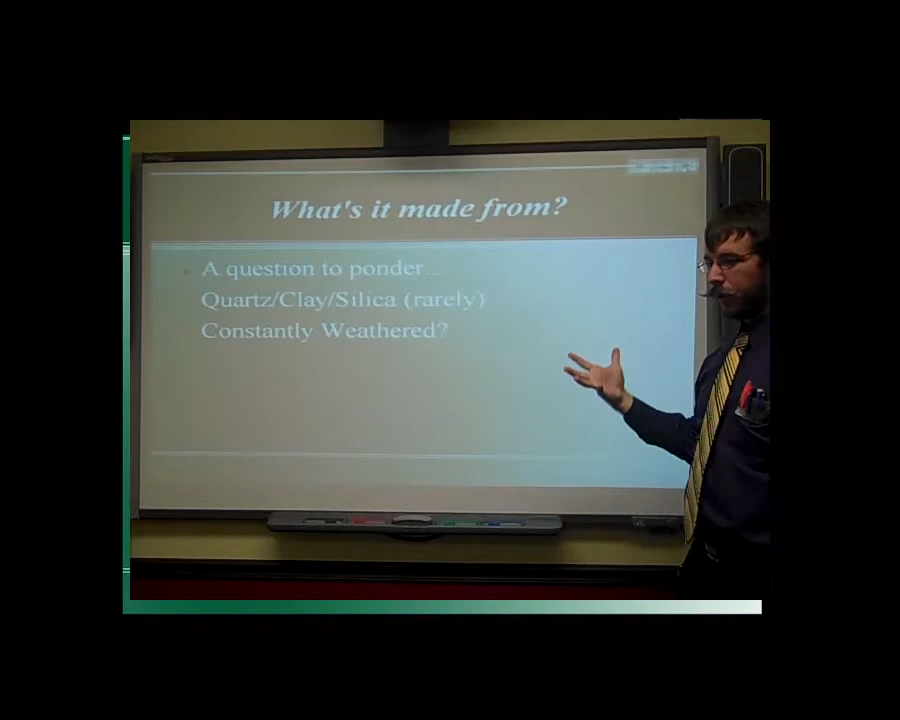 What's it made from?
A question to ponder...
Quartz/Clay/Silica (rarely)
Constantly Weathered?